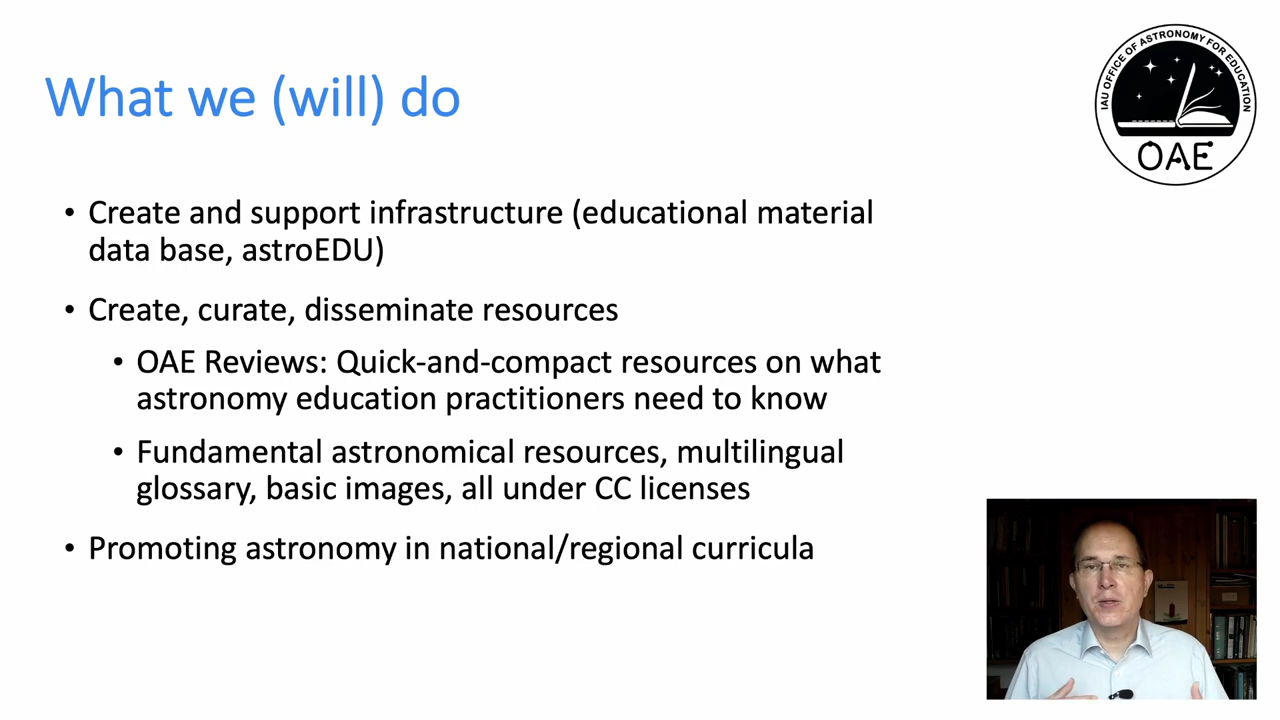 What we (will) do
IAU OFFICE OF ASTRONOMY FOR EDUCATION
OAE
• Create and support infrastructure (educational material
data base, astroEDU)
• Create, curate, disseminate resources
• OAE Reviews: Quick-and-compact resources on what
astronomy education practitioners need to know
• Fundamental astronomical resources, multilingual
glossary, basic images, all under CC licenses
• Promoting astronomy in national/regional curricula